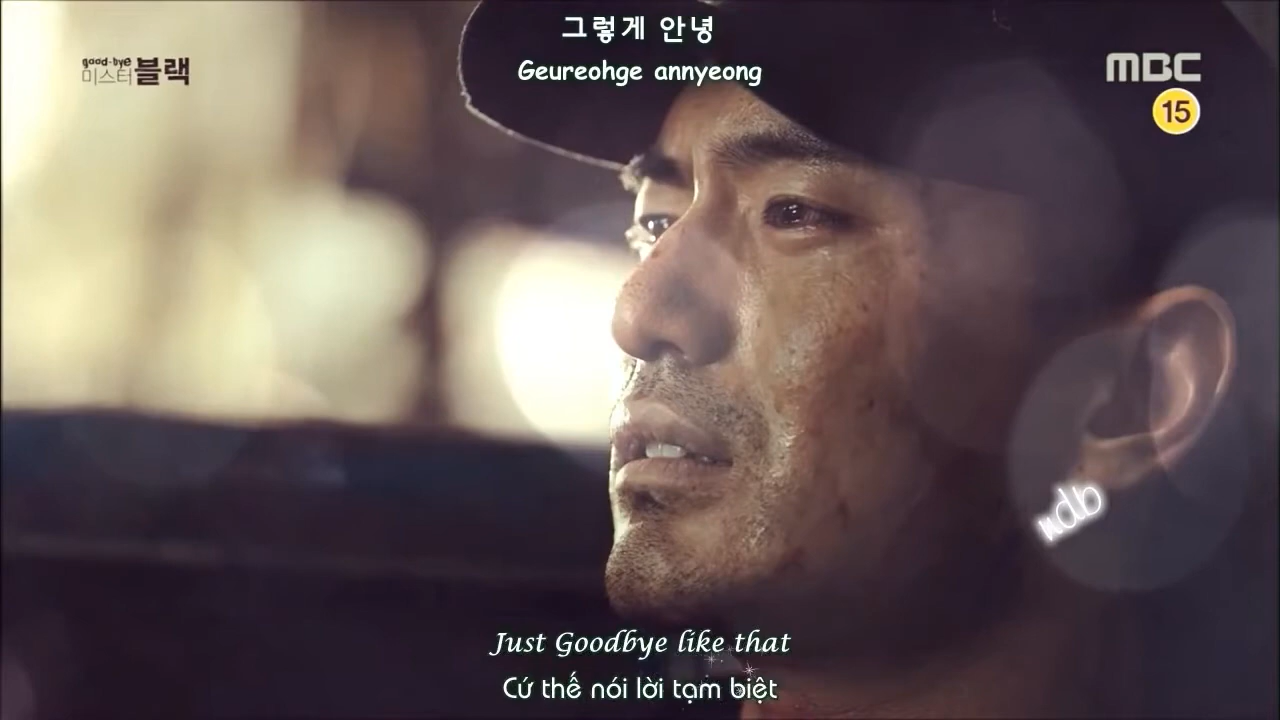 그렇게 안녕
Geureohge annyeong
good-bye
미스터 블랙
MBC
15
ndb
Just Goodbye like that
Cứ thế nói lời tạm biệt